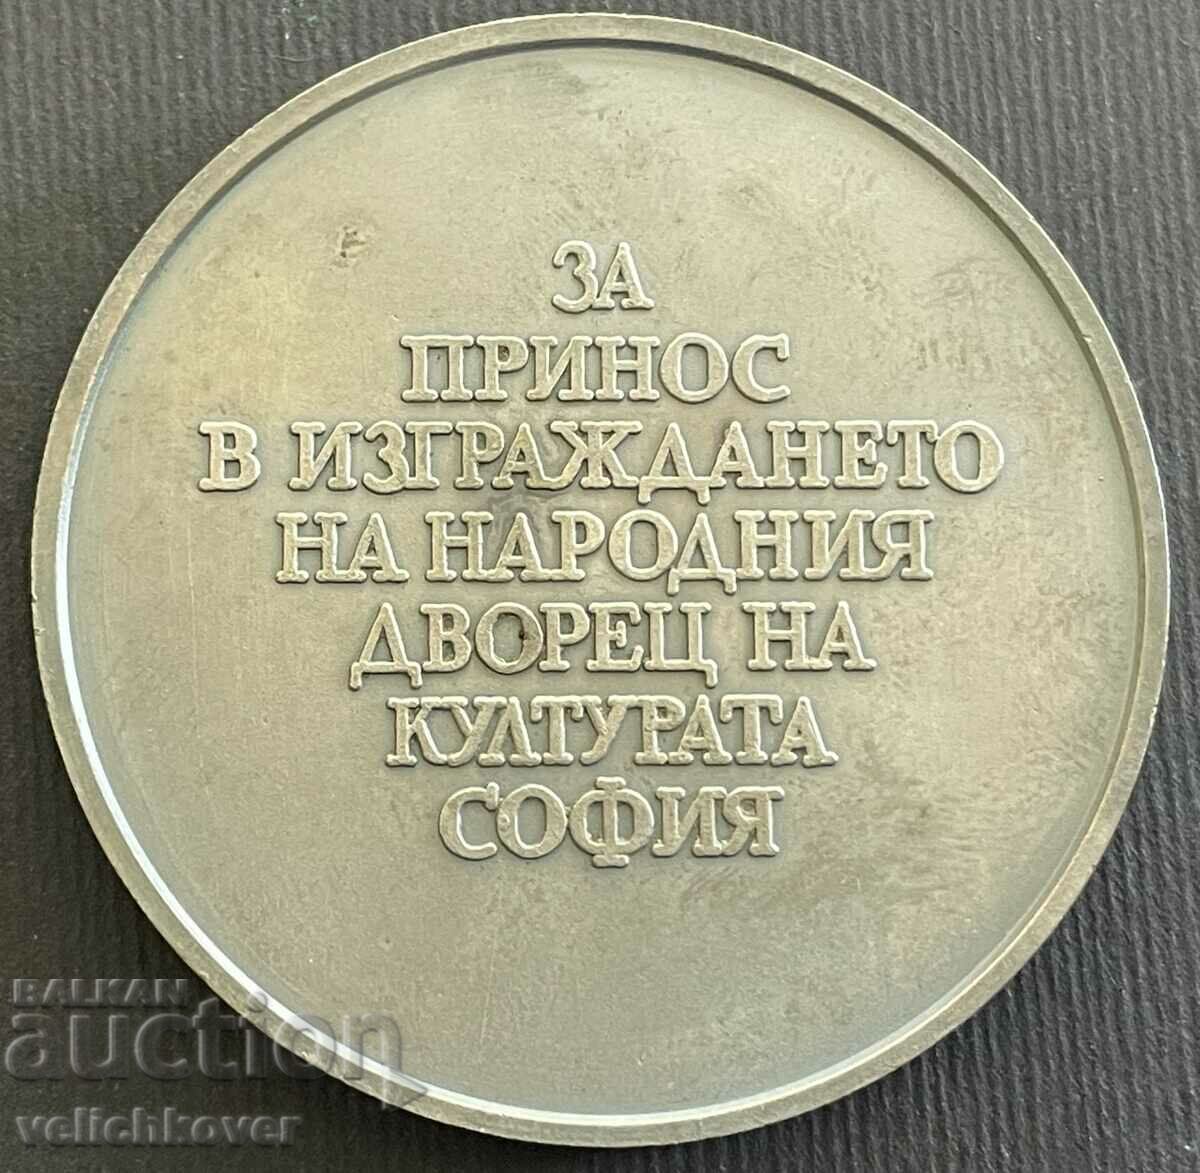 ЗА
ПРИНОС
В ИЗГРАЖДАНЕТО
НА НАРОДНИЯ
ДВОРЕЦ НА
КУЛТУРАТА
СОФИЯ
BALKAN
auction
velichkover